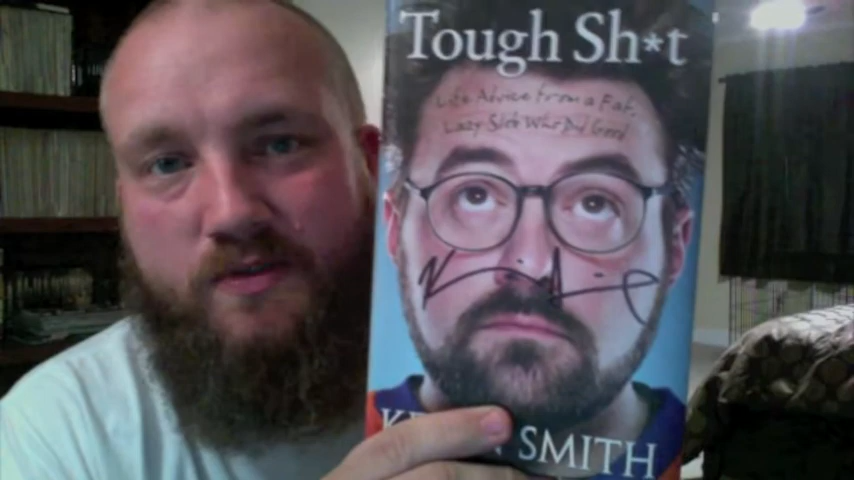 Tough Sh*t
Life Advice from a Fat,
Lazy Slob Who Did Good
SMITH